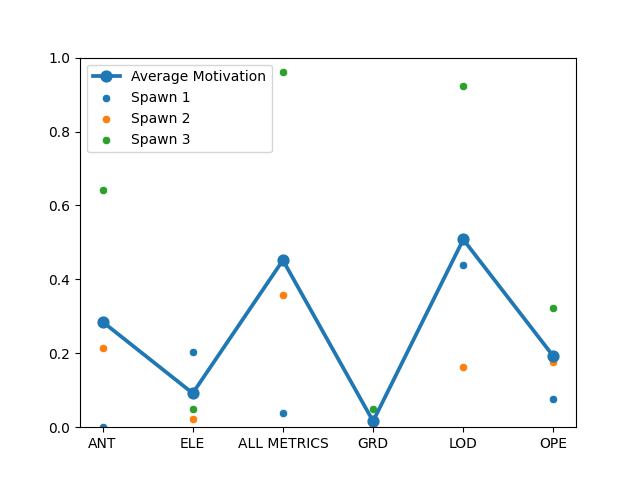 1.0
0.8
0.6
0.4
0.2
0.0
Average Motivation
Spawn 1
Spawn 2
Spawn 3
ANT ELE ALL METRICS GRD LOD OPE